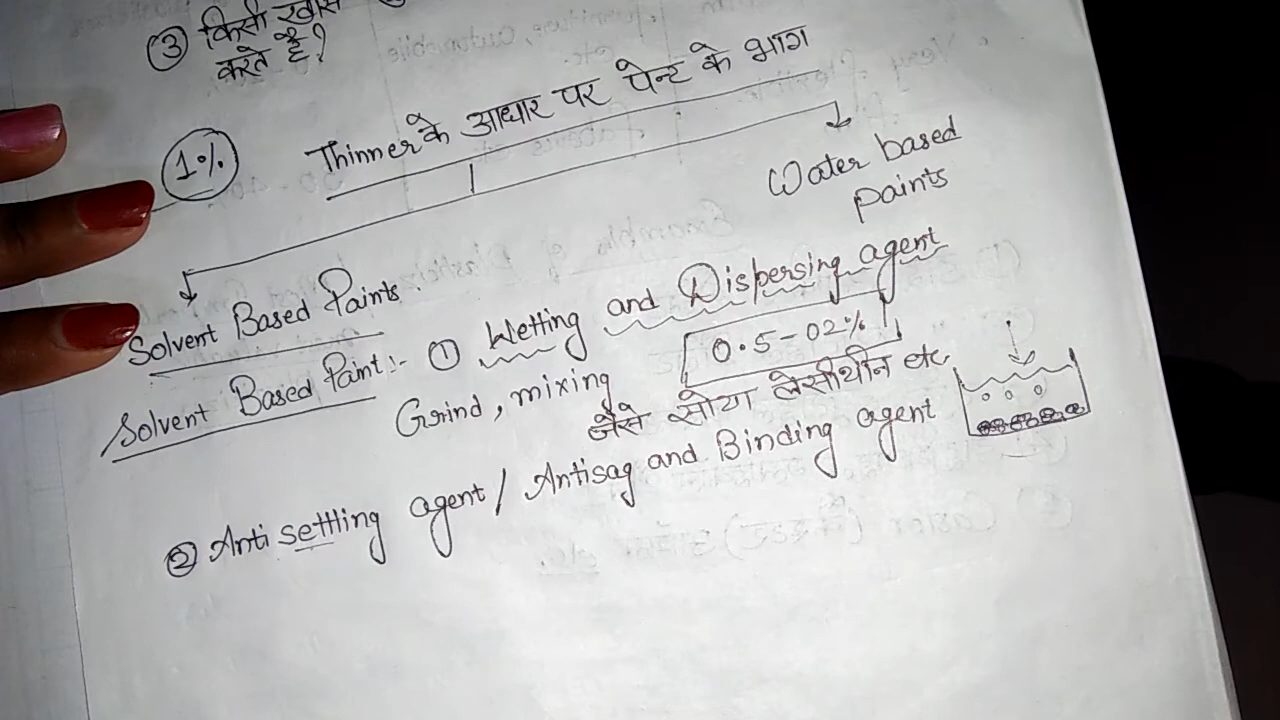 ③ किसी खास
करते है?
1% Thinner के आधार पर पेन्ट के भाग
Water based
paints
Solvent Based Paints
Solvent Based Paint:- ① Wetting and Dispersing agent
Grind, mixing
0.5-02%
जैसे सोया लेसीथीन etc
② Anti settling agent / Antisag and Binding agent